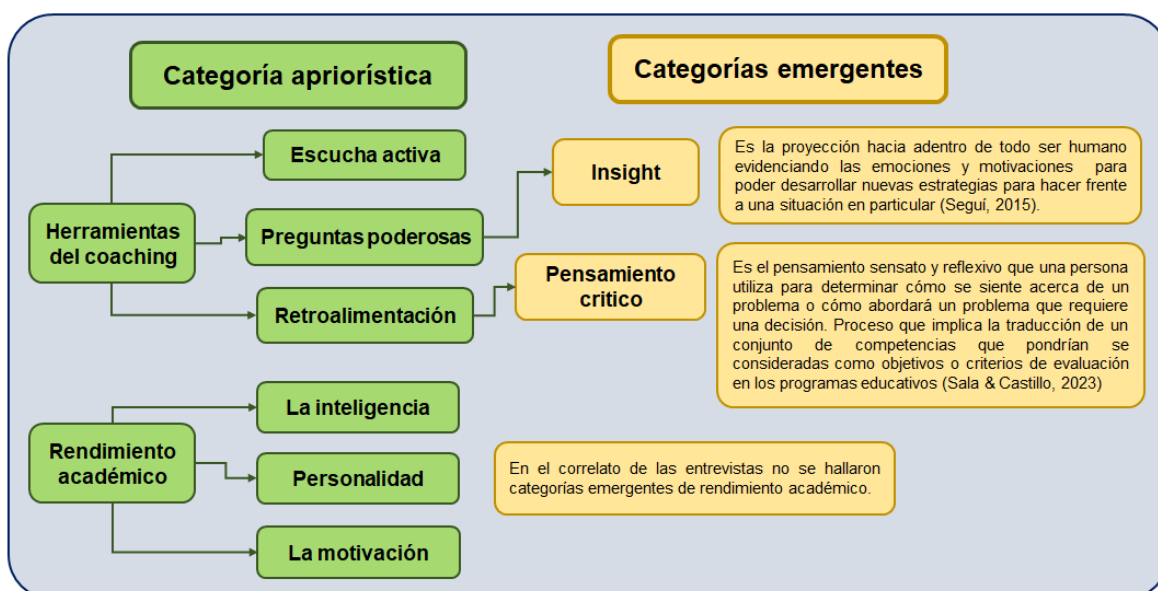 Categoría apriorística
Categorías emergentes
Escucha activa
Herramientas
del coaching
Preguntas poderosas
Retroalimentación
Insight
Es la proyección hacia adentro de todo ser humano
evidenciando las emociones y motivaciones para
poder desarrollar nuevas estrategias para hacer frente
a una situación en particular (Seguí, 2015).
Pensamiento
critico
Es el pensamiento sensato y reflexivo que una persona
utiliza para determinar cómo se siente acerca de un
problema o cómo abordará un problema que requiere
una decisión. Proceso que implica la traducción de un
conjunto de competencias que pondrían se
consideradas como objetivos o criterios de evaluación
en los programas educativos (Sala & Castillo, 2023)
La inteligencia
Rendimiento
académico
Personalidad
La motivación
En el correlato de las entrevistas no se hallaron
categorías emergentes de rendimiento académico.